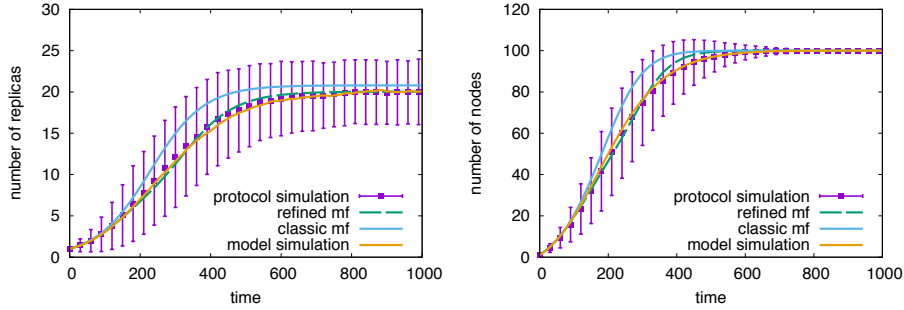 number of replicas
30
25
20
15
10
5
0
protocol simulation
refined mf
classic mf
model simulation
0 200 400 600 800 1000
time
number of nodes
120
100
80
60
40
20
0
protocol simulation
refined mf
classic mf
model simulation
0 200 400 600 800 1000
time